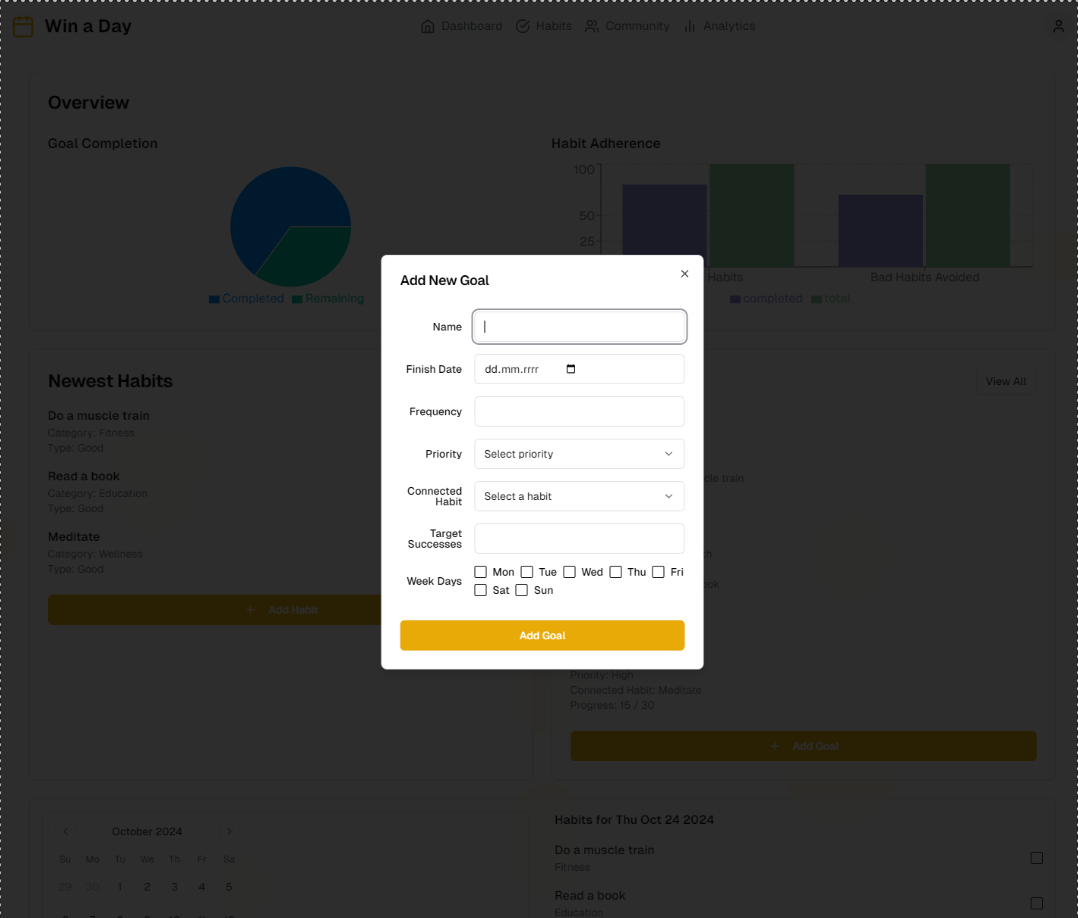 Win a Day
Dashboard
Habits
Community
Analytics
Overview
Goal Completion
Habit Adherence
100
50
25
Habits
Bad Habits Avoided
Completed
Remaining
completed
total
Add New Goal
Name
Finish Date
dd.mm.rrrr
Frequency
Priority
Select priority
Connected
Habit
Select a habit
Target
Successes
Week Days
Mon
Tue
Wed
Thu
Fri
Sat
Sun
Add Goal
Newest Habits
View All
Do a muscle train
Category: Fitness
Type: Good
Read a book
Category: Education
Type: Good
Meditate
Category: Wellness
Type: Good
Add Habit
cle train
Priority: High
Connected Habit: Meditate
Progress: 15 / 30
Add Goal
October 2024
Su Mo Tu We Th Fr Sa
29 30 1 2 3 4 5
Habits for Thu Oct 24 2024
Do a muscle train
Fitness
Read a book
Education